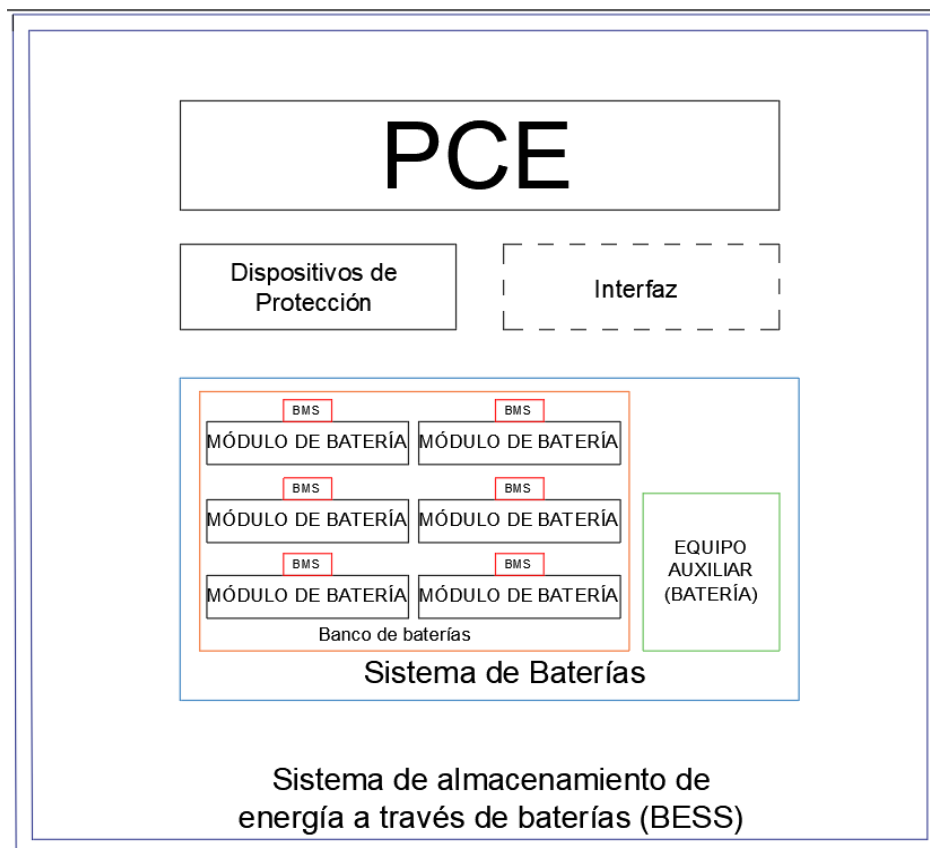 PCE
Dispositivos de
Protección
Interfaz
BMS
BMS
MÓDULO DE BATERÍA
MÓDULO DE BATERÍA
BMS
BMS
MÓDULO DE BATERÍA
MÓDULO DE BATERÍA
BMS
BMS
MÓDULO DE BATERÍA
MÓDULO DE BATERÍA
Banco de baterías
EQUIPO
AUXILIAR
(BATERÍA)
Sistema de Baterías
Sistema de almacenamiento de
energía a través de baterías (BESS)